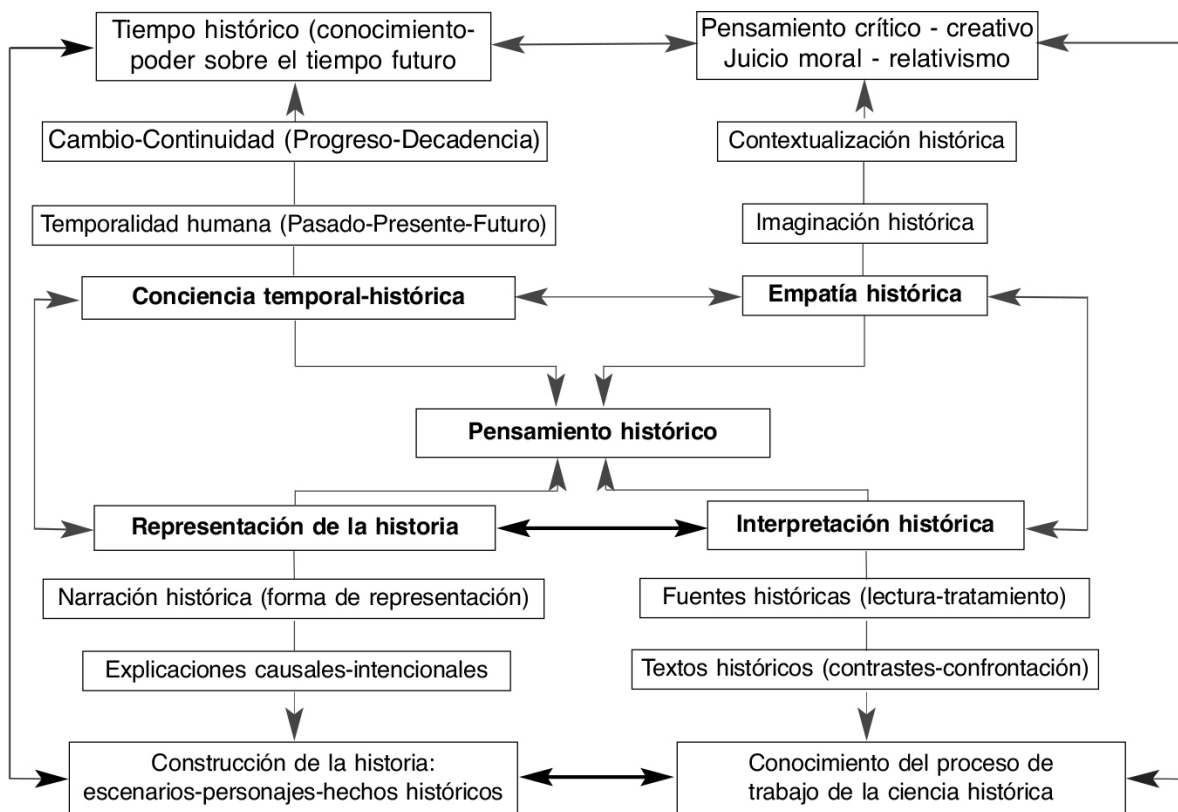 Tiempo histórico (conocimiento-
poder sobre el tiempo futuro
Pensamiento crítico - creativo
Juicio moral - relativismo
Cambio-Continuidad (Progreso-Decadencia)
Contextualización histórica
Temporalidad humana (Pasado-Presente-Futuro)
Imaginación histórica
Conciencia temporal-histórica
Empatía histórica
Pensamiento histórico
Representación de la historia
Interpretación histórica
Narración histórica (forma de representación)
Fuentes históricas (lectura-tratamiento)
Explicaciones causales-intencionales
Textos históricos (contrastes-confrontación)
Construcción de la historia:
escenarios-personajes-hechos históricos
Conocimiento del proceso de
trabajo de la ciencia histórica